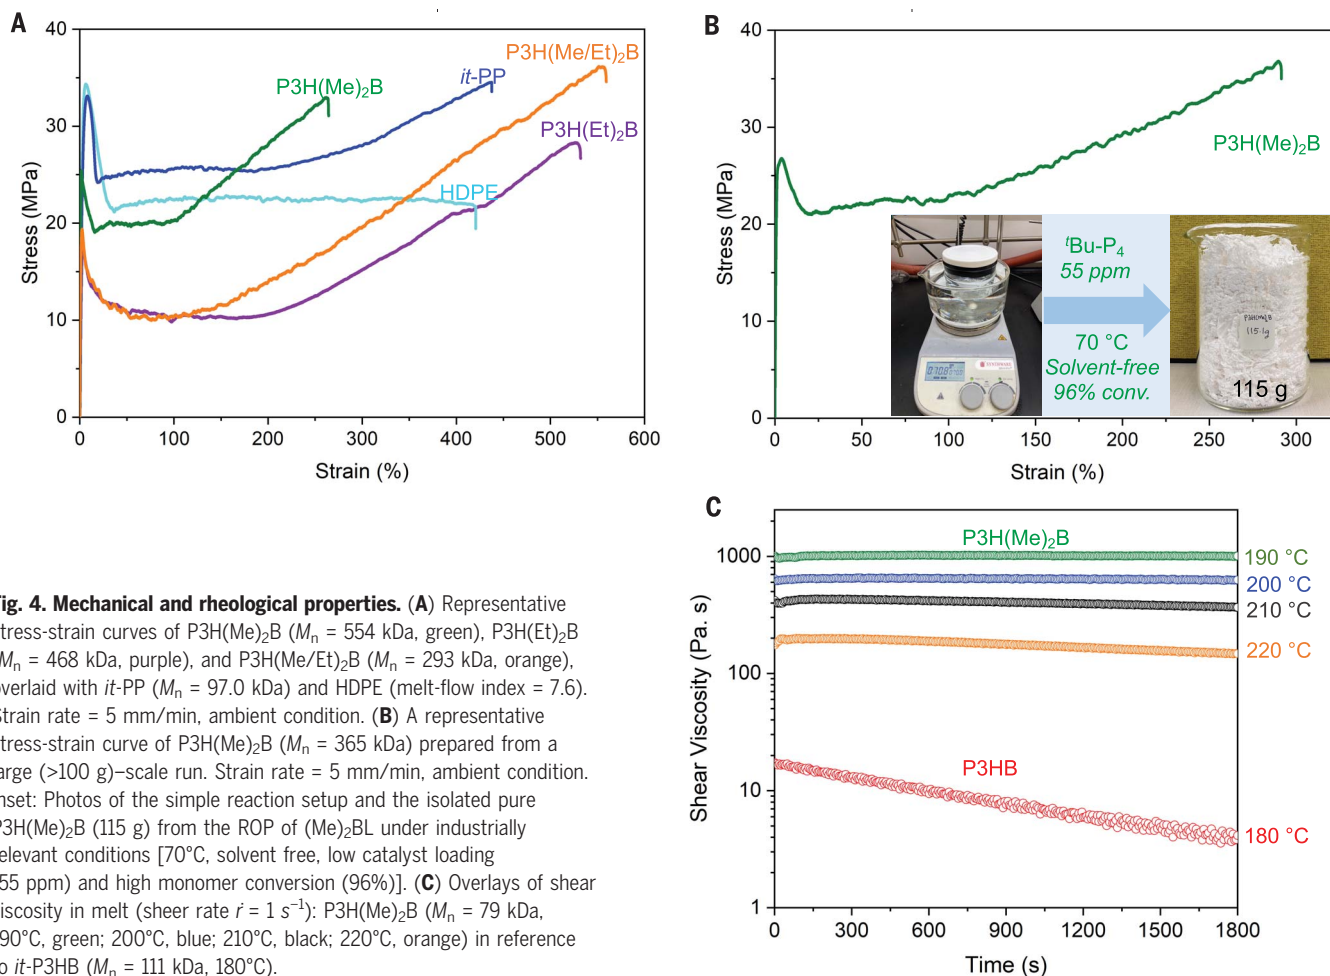 A
40
30
20
10
0
Stress (MPa)
0 100 200 300 400 500 600
Strain (%)
P3H(Me)₂B
it-PP
P3H(Me/Et)₂B
P3H(Et)₂B
HDPE
B
40
30
20
10
0
Stress (MPa)
0 50 100 150 200 250 300
Strain (%)
P3H(Me)₂B
ᵗBu-P₄
55 ppm
70 °C
Solvent-free
96% conv.
P3H(Me)₂B
115.1g
115 g
C
1000
100
10
1
Shear Viscosity (Pa. s)
0 300 600 900 1200 1500 1800
Time (s)
P3H(Me)₂B
190 °C
200 °C
210 °C
220 °C
P3HB
180 °C
ig. 4. Mechanical and rheological properties. (A) Representative
tress-strain curves of P3H(Me)₂B (Mₙ = 554 kDa, green), P3H(Et)₂B
Mₙ = 468 kDa, purple), and P3H(Me/Et)₂B (Mₙ = 293 kDa, orange),
overlaid with it-PP (Mₙ = 97.0 kDa) and HDPE (melt-flow index = 7.6).
Strain rate = 5 mm/min, ambient condition. (B) A representative
tress-strain curve of P3H(Me)₂B (Mₙ = 365 kDa) prepared from a
arge (>100 g)–scale run. Strain rate = 5 mm/min, ambient condition.
nset: Photos of the simple reaction setup and the isolated pure
P3H(Me)₂B (115 g) from the ROP of (Me)₂BL under industrially
elevant conditions [70°C, solvent free, low catalyst loading
55 ppm) and high monomer conversion (96%)]. (C) Overlays of shear
iscosity in melt (sheer rate ṙ = 1 s⁻¹): P3H(Me)₂B (Mₙ = 79 kDa,
90°C, green; 200°C, blue; 210°C, black; 220°C, orange) in reference
o it-P3HB (Mₙ = 111 kDa, 180°C).